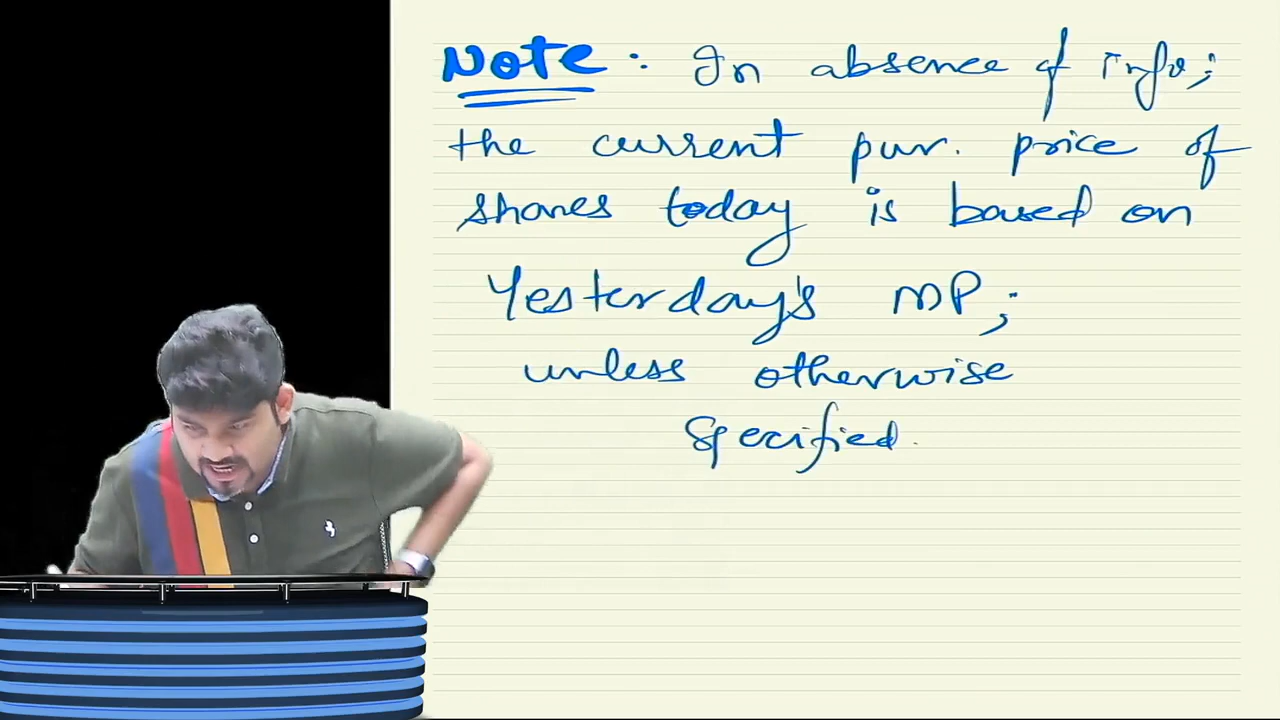 Note : In absence of info;
the current pur. price of
shares today is based on
Yesterday's MP;
unless otherwise
specified.